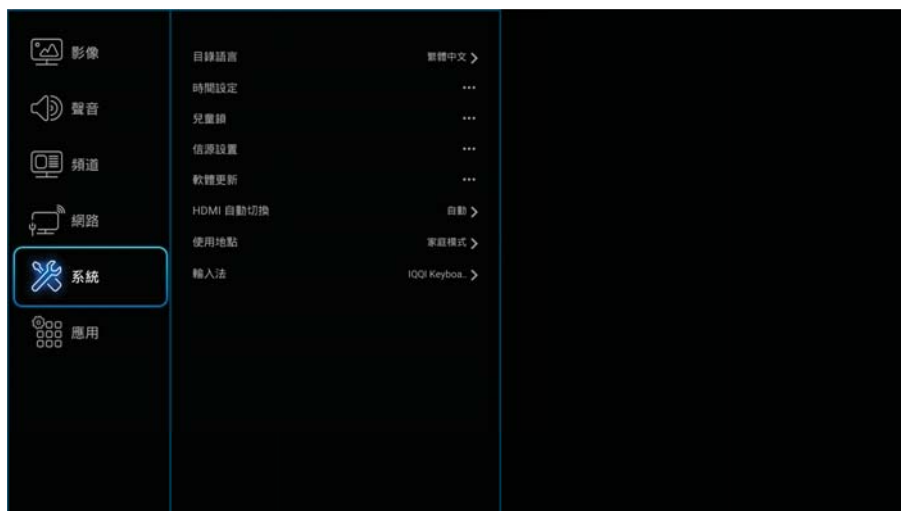 影像
聲音
頻道
網路
系統
應用
目錄語言 繁體中文
時間設定 •••
兒童鎖 •••
信源設置 •••
軟體更新 •••
HDMI 自動切換 自動
使用地點 家庭模式
輸入法 IQQI Keyboa..